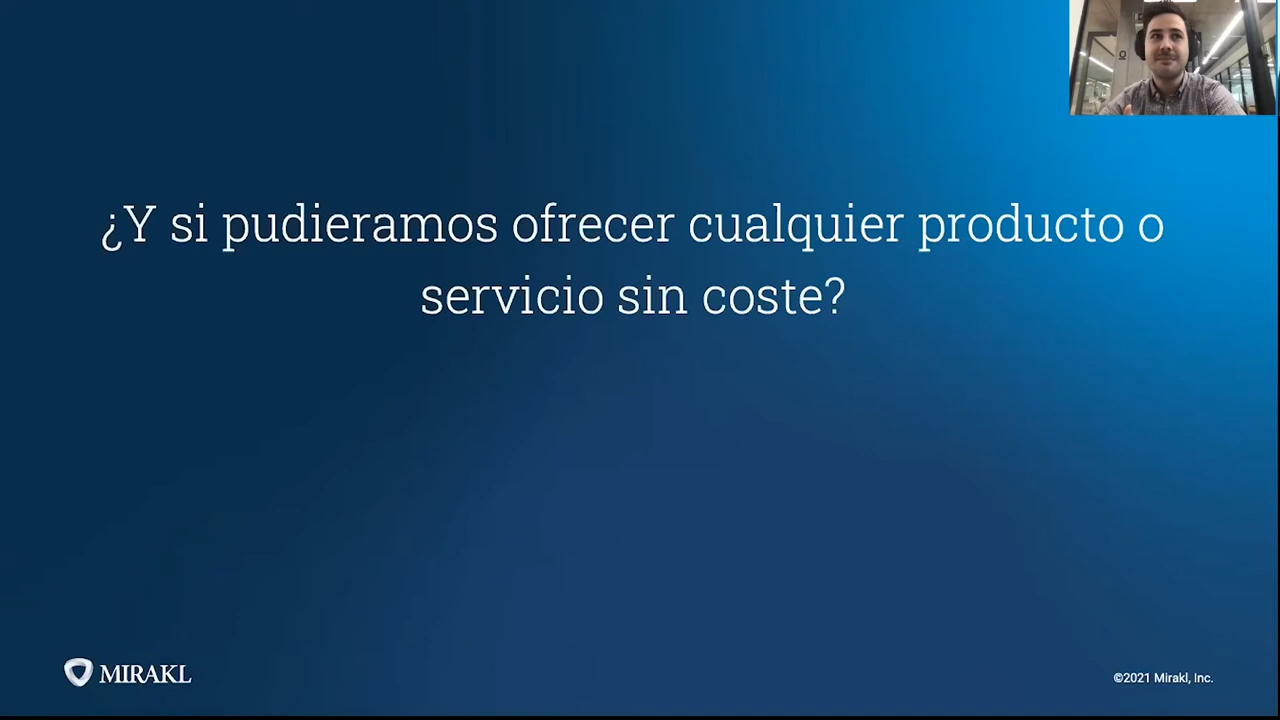 ¿Y si pudieramos ofrecer cualquier producto o
servicio sin coste?
MIRAKL
©2021 Mirakl, Inc.